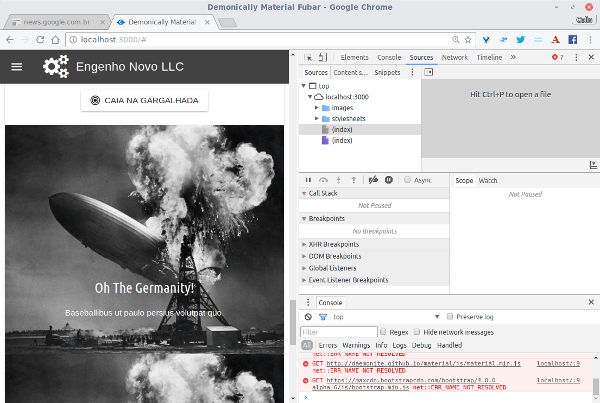 Demonically Material Fubar - Google Chrome
news.google.com.br
Demonically Material F
localhost:3000/#
Engenho Novo LLC
CAIA NA GARGALHADA
Oh The Germanity!
Baseballibus ut paulo persius volutpat quo.
Elements Console Sources Network Timeline » 7
Sources Content s... Snippets
top
localhost:3000
images
stylesheets
(index)
(index)
Hit Ctrl+P to open a file
Async
Scope Watch
Call Stack
Not Paused
Not Paused
Breakpoints
No Breakpoints
XHR Breakpoints
DOM Breakpoints
Global Listeners
Event Listener Breakpoints
Console
top
Preserve log
Filter
Regex
Hide network messages
All Errors Warnings Info Logs Debug Handled
net::ERR_NAME_NOT_RESOLVED
GET http://daemonite.github.io/material/js/material.min.js localhost/:9
net::ERR_NAME_NOT_RESOLVED
GET https://maxcdn.bootstrapcdn.com/bootstrap/4.0.0- localhost/:9
alpha.6/js/bootstrap.min.js net::ERR_NAME_NOT_RESOLVED